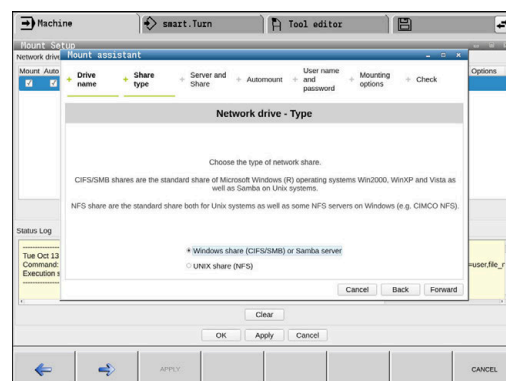 Machine
smart.Turn
Tool editor
Mount Setup
Network drive
Mount assistant
Mount Auto
Options
Drive name
Share type
Server and Share
Automount
User name and password
Mounting options
Check
Network drive - Type
Choose the type of network share.
CIFS/SMB shares are the standard share of Microsoft Windows (R) operating systems Win2000, WinXP and Vista as
well as Samba on Unix systems.
NFS share are the standard share both for Unix systems as well as some NFS servers on Windows (e.g. CIMCO NFS).
Status Log
Tue Oct 13
Command:
=user,file_r
Execution s
Windows share (CIFS/SMB) or Samba server
UNIX share (NFS)
Cancel Back Forward
Clear
OK Apply Cancel
APPLY
CANCEL